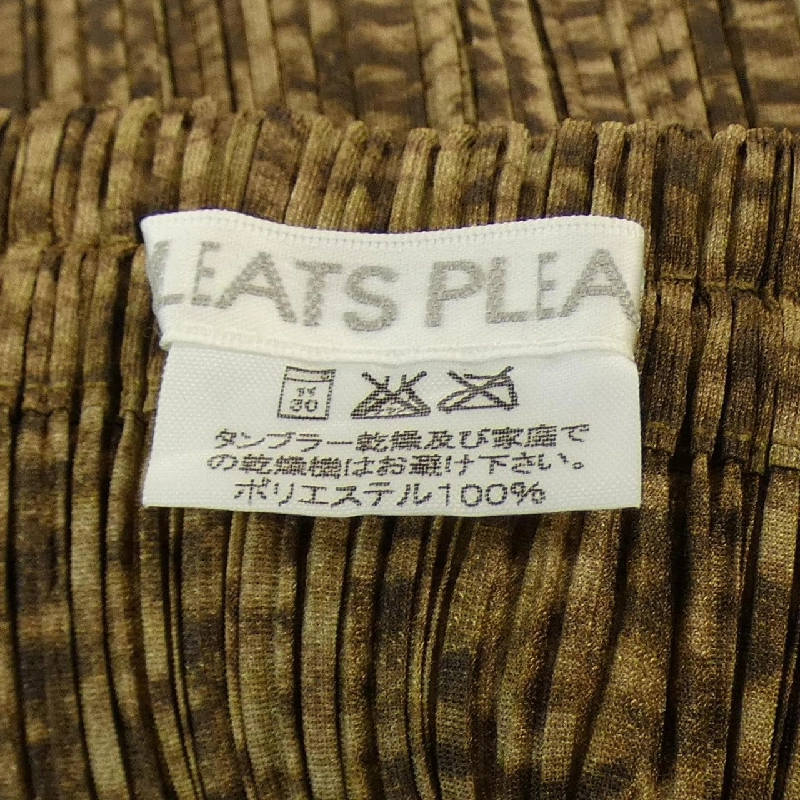 LEATS PLEA
30
タンブラー乾燥及び家庭で
の乾燥機はお避け下さい。
ポリエステル100%